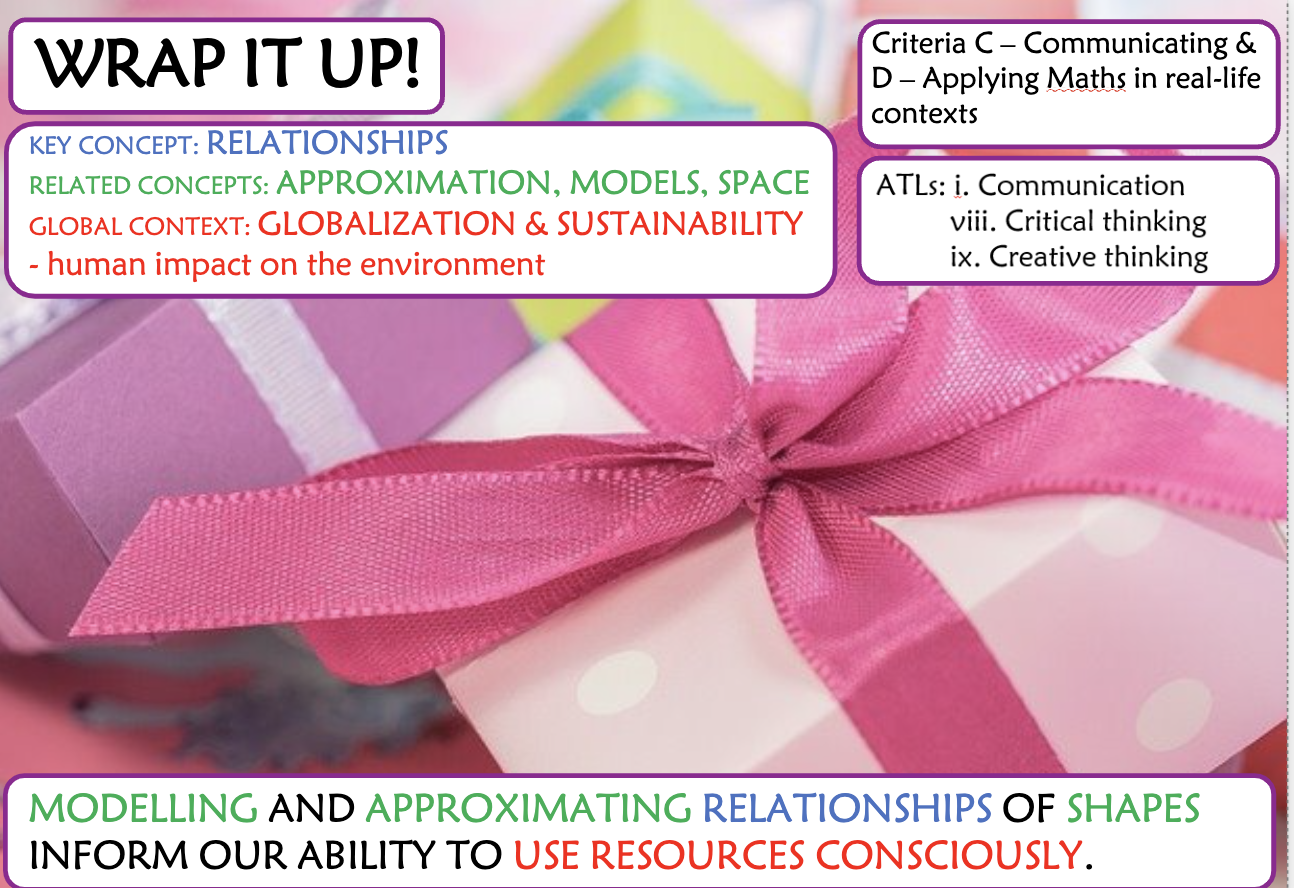 WRAP IT UP!
Criteria C – Communicating &
D – Applying Maths in real-life
contexts
KEY CONCEPT: RELATIONSHIPS
RELATED CONCEPTS: APPROXIMATION, MODELS, SPACE
GLOBAL CONTEXT: GLOBALIZATION & SUSTAINABILITY
- human impact on the environment
ATLs: i. Communication
viii. Critical thinking
ix. Creative thinking
MODELLING AND APPROXIMATING RELATIONSHIPS OF SHAPES
INFORM OUR ABILITY TO USE RESOURCES CONSCIOUSLY.